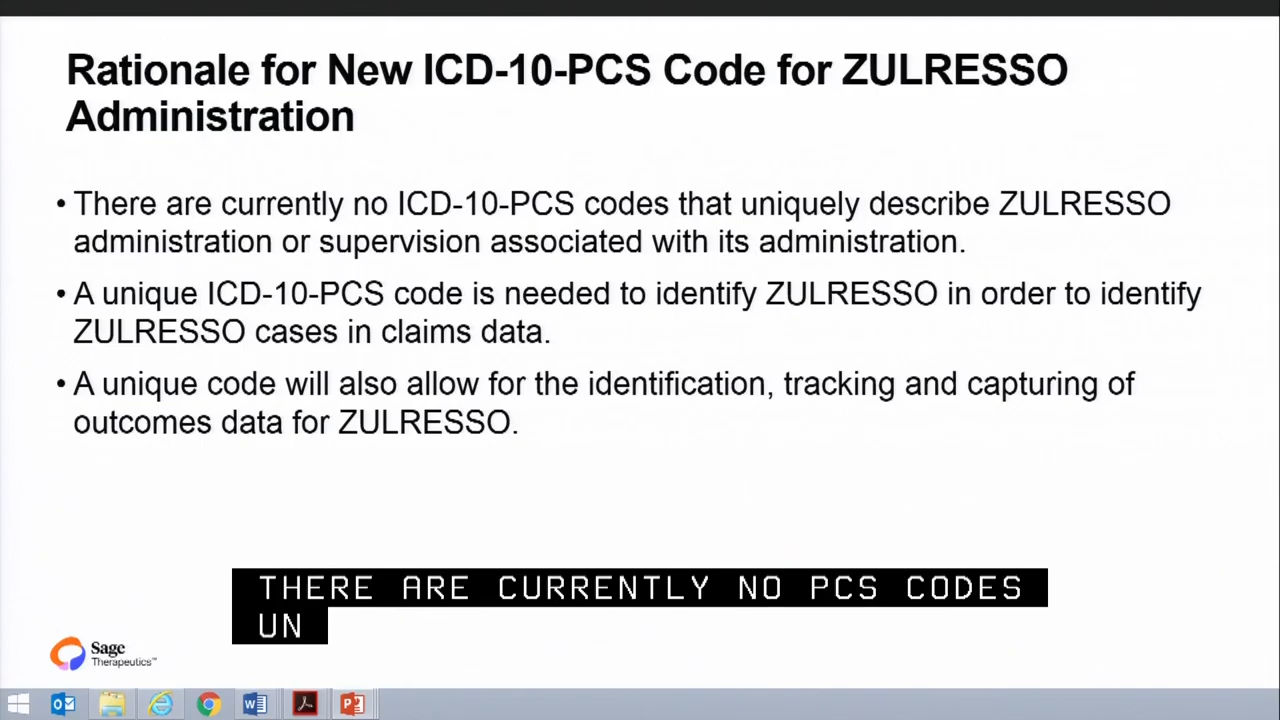 Rationale for New ICD-10-PCS Code for ZULRESSO
Administration
• There are currently no ICD-10-PCS codes that uniquely describe ZULRESSO
administration or supervision associated with its administration.
• A unique ICD-10-PCS code is needed to identify ZULRESSO in order to identify
ZULRESSO cases in claims data.
• A unique code will also allow for the identification, tracking and capturing of
outcomes data for ZULRESSO.
THERE ARE CURRENTLY NO PCS CODES
UN
Sage
Therapeutics™